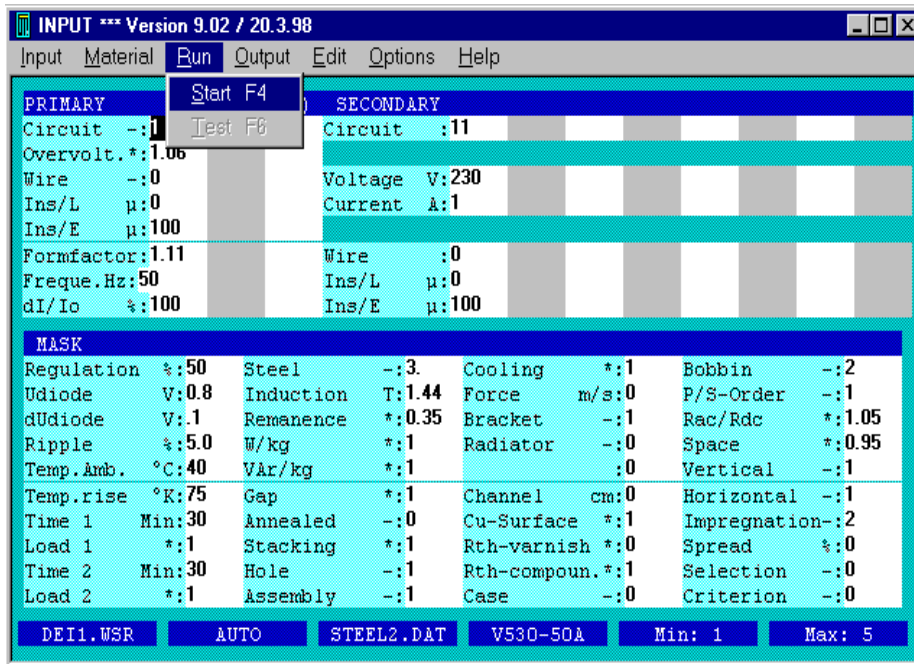 INPUT *** Version 9.02 / 20.3.98
Input Material Run Output Edit Options Help
Start F4
Test F6
PRIMARY ) SECONDARY
Circuit -:1 Circuit :11
Overvolt.*:1.06
Wire -:0 Voltage V:230
Ins/L µ:0 Current A:1
Ins/E µ:100
Formfactor:1.11 Wire :0
Freque.Hz:50 Ins/L µ:0
dI/Io %:100 Ins/E µ:100
MASK
Regulation %:50 Steel -:3. Cooling *:1 Bobbin -:2
Udiode V:0.8 Induction T:1.44 Force m/s:0 P/S-Order -:1
dUdiode V:.1 Remanence *:0.35 Bracket -:1 Rac/Rdc *:1.05
Ripple %:5.0 W/kg *:1 Radiator -:0 Space *:0.95
Temp.Amb. °C:40 VAr/kg *:1 :0 Vertical -:1
Temp.rise °K:75 Gap *:1 Channel cm:0 Horizontal -:1
Time 1 Min:30 Annealed -:0 Cu-Surface *:1 Impregnation-:2
Load 1 *:1 Stacking *:1 Rth-varnish *:0 Spread %:0
Time 2 Min:30 Hole -:1 Rth-compoun.*:1 Selection -:0
Load 2 *:1 Assembly -:1 Case -:0 Criterion -:0
DEI1.WSR AUTO STEEL2.DAT V530-50A Min: 1 Max: 5